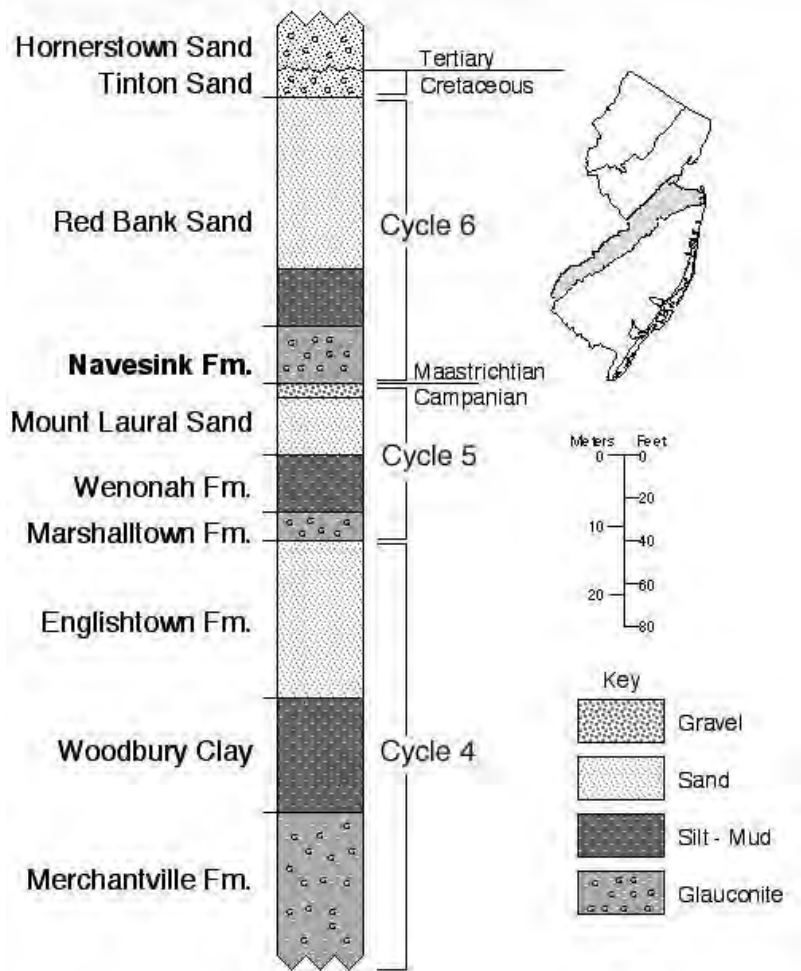 Hornerstown Sand
Tinton Sand
Tertiary
Cretaceous
Red Bank Sand
Cycle 6
Navesink Fm.
Maastrichtian
Campanian
Mount Laural Sand
Cycle 5
Wenonah Fm.
Marshalltown Fm.
Englishtown Fm.
Woodbury Clay
Cycle 4
Merchantville Fm.
Meters Feet
0 0
20
10 40
60
20
80
Key
Gravel
Sand
Silt - Mud
Glauconite